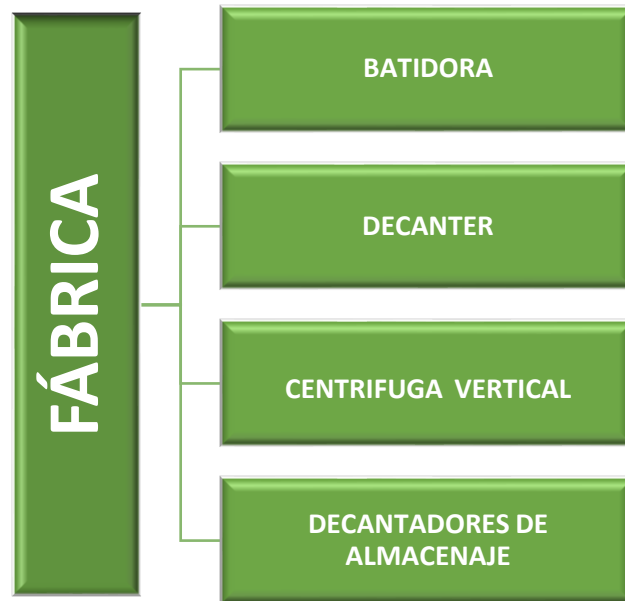 FÁBRICA
BATIDORA
DECANTER
CENTRIFUGA VERTICAL
DECANTADORES DE
ALMACENAJE